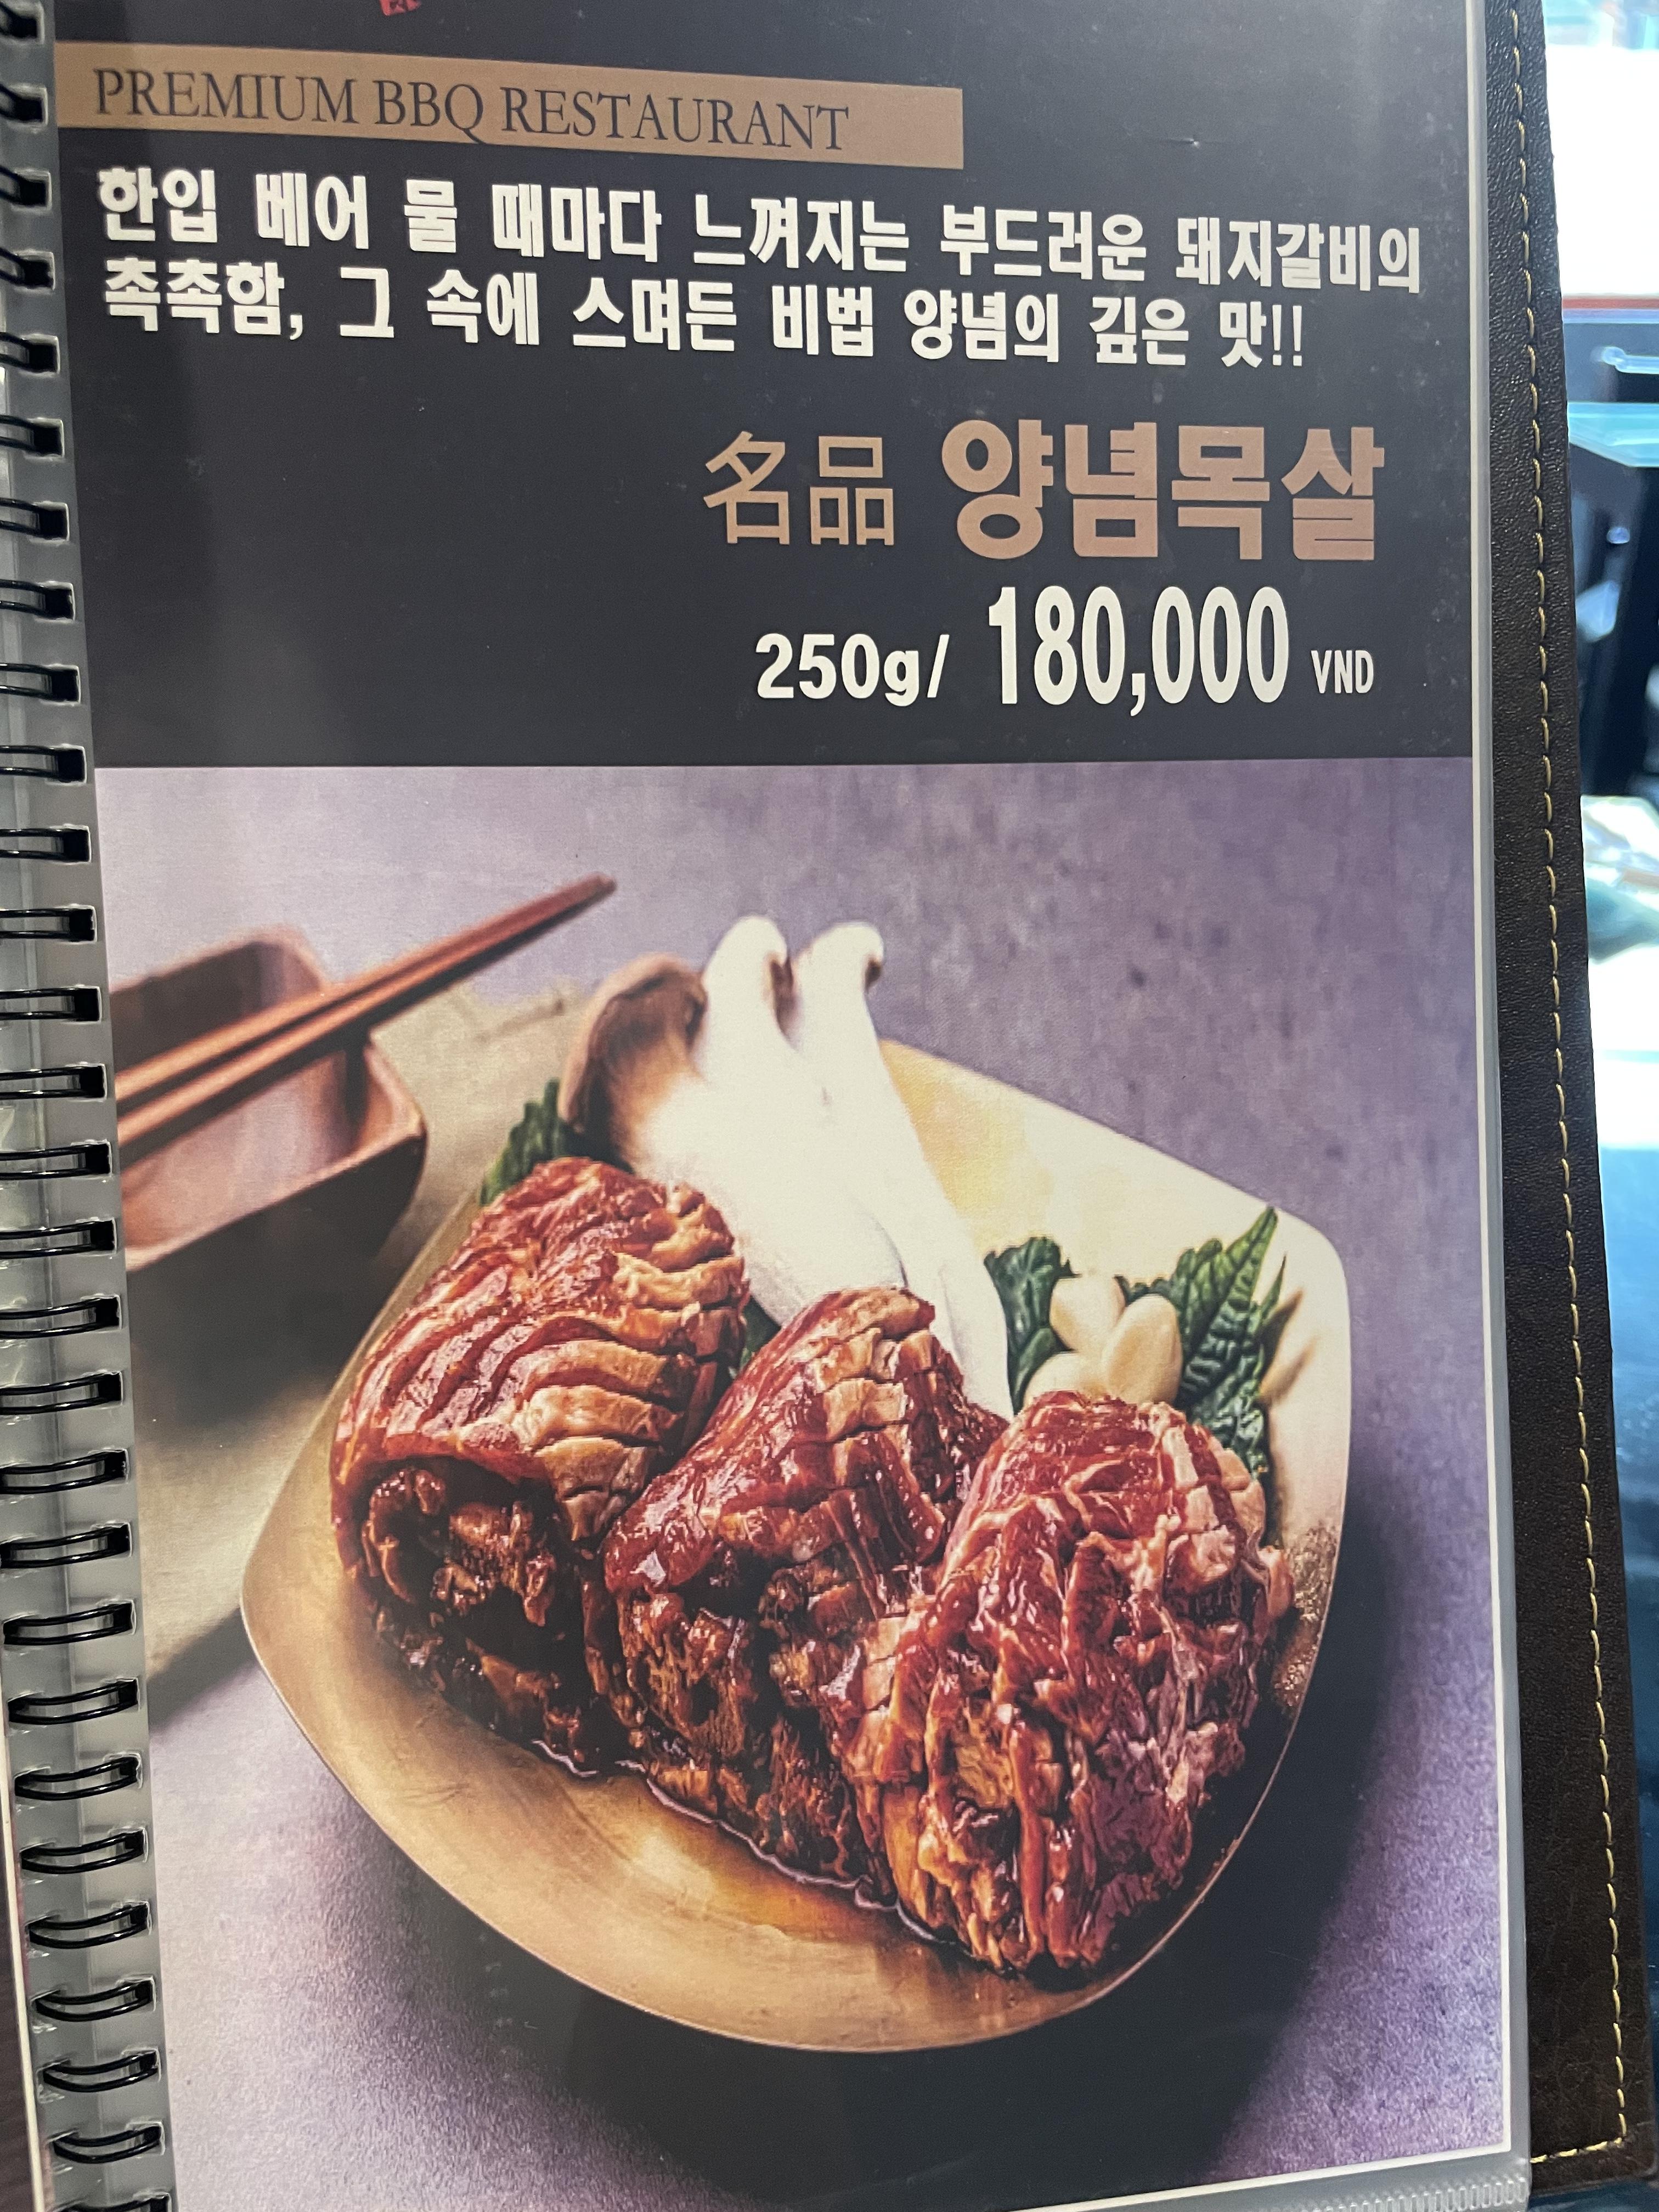 PREMIUM BBQ RESTAURANT
한입 베어 물 때마다 느껴지는 부드러운 돼지갈비의
촉촉함, 그 속에 스며든 비법 양념의 깊은 맛!!
名品 양념목살
250g/ 180,000 VND